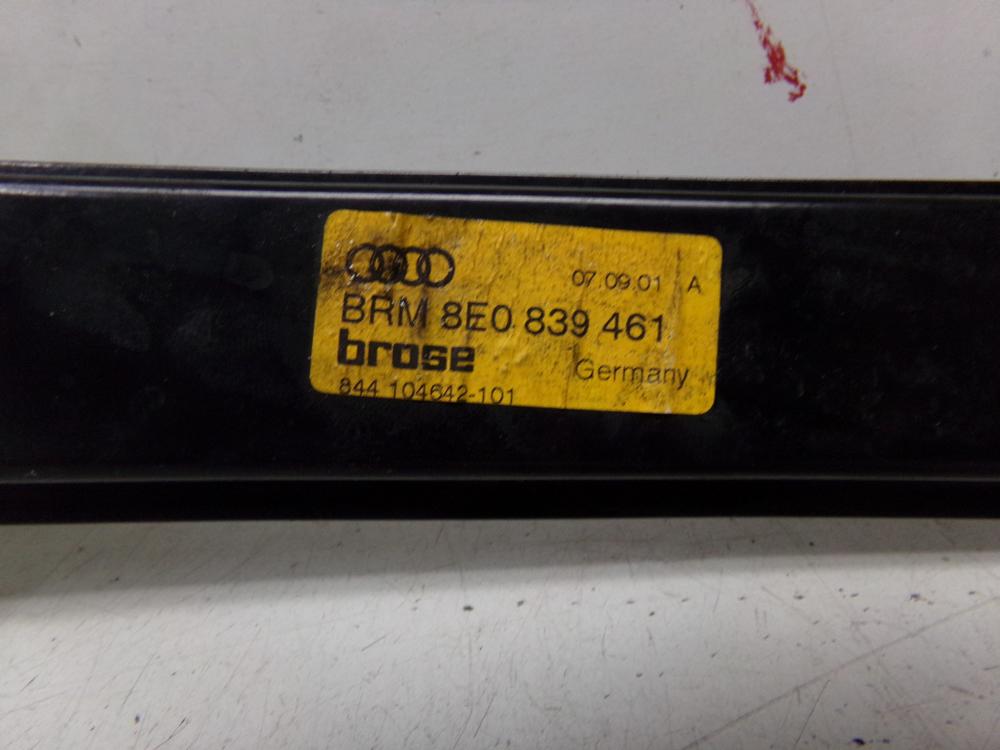 07.09.01 A
BRM 8E0 839 461
brose
Germany
844 104642-101